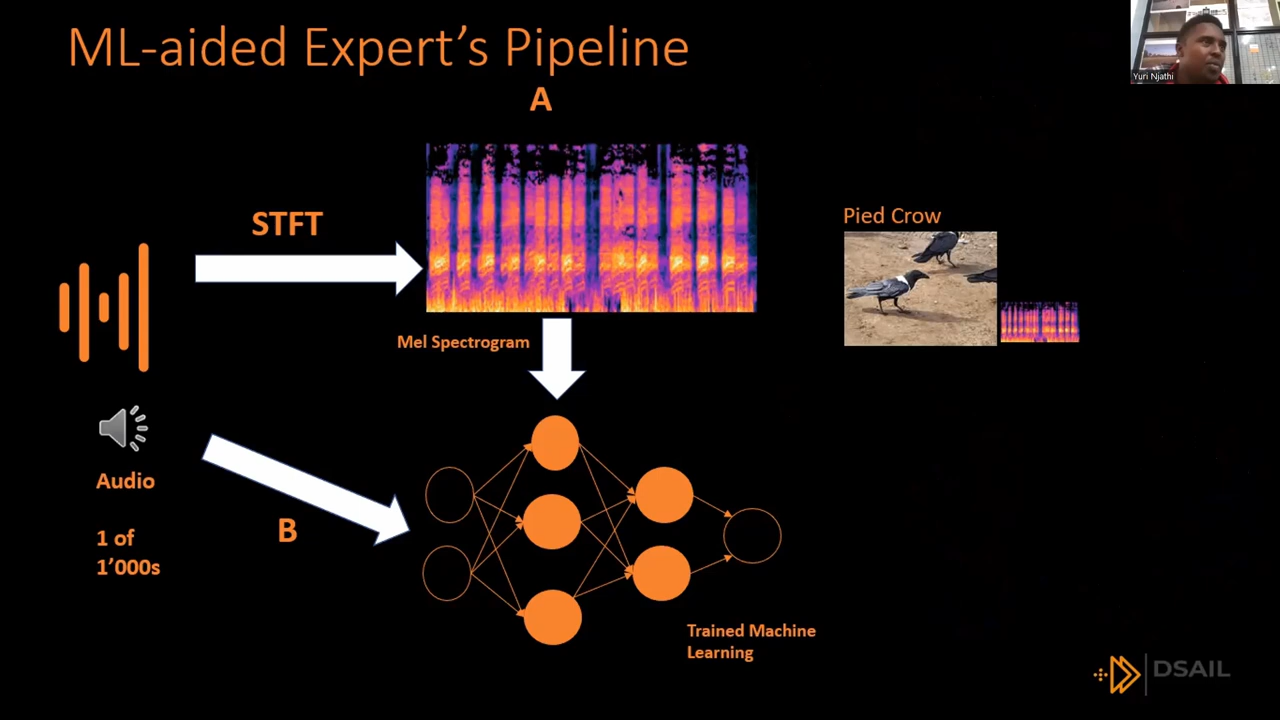 ML-aided Expert's Pipeline
Yuri Njathi
A
STFT
Pied Crow
Mel Spectrogram
Audio
1 of
1'000s
B
Trained Machine
Learning
DSAIL